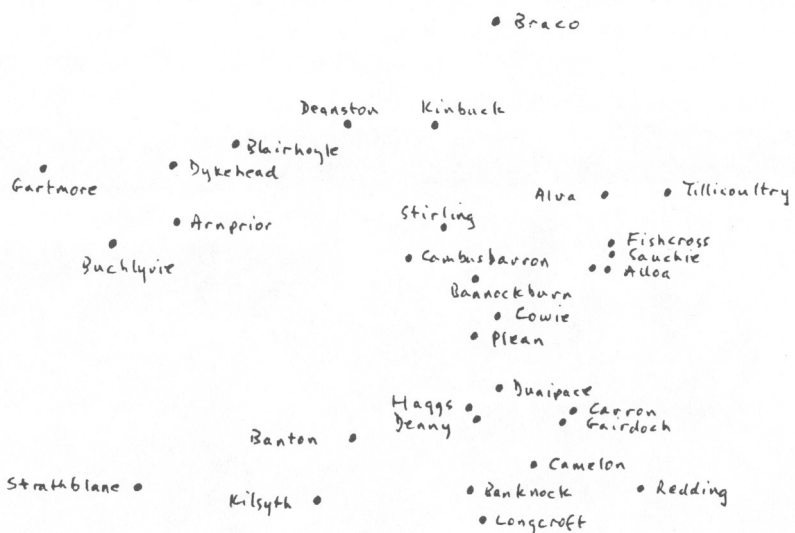 Braco
Deanston
Kinbuck
Blairhoyle
Dykehead
Gartmore
Alva
Tillicoultry
Stirling
Arnprior
Fishcross
Buchlyvie
Sauchie
Cambusbarron
Alloa
Bannockburn
Cowie
Plean
Dunipace
Haggs
Carron
Denny
Gairdoch
Banton
Camelon
Strathblane
Kilsyth
Banknock
Redding
Longcroft